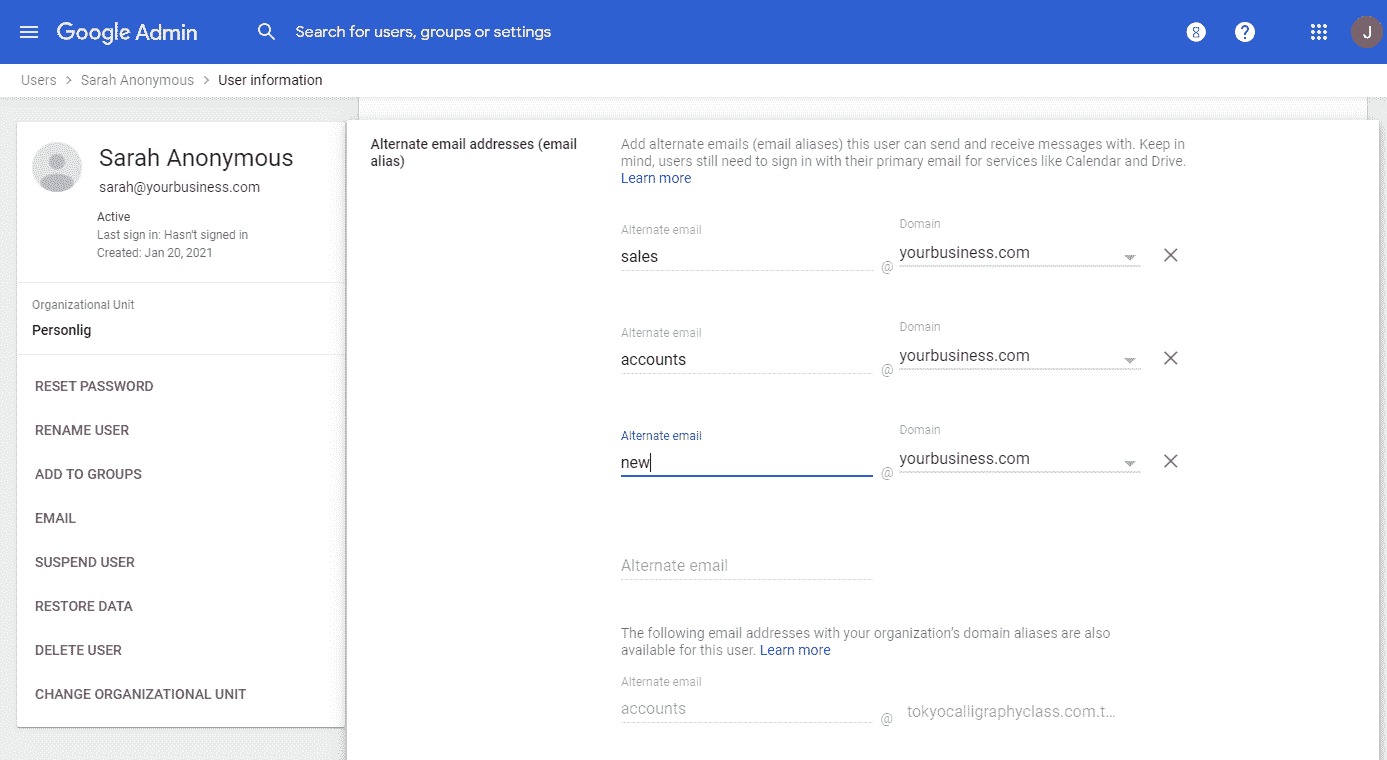 Google Admin
Search for users, groups or settings
J
Users > Sarah Anonymous > User information
Sarah Anonymous
sarah@yourbusiness.com
Active
Last sign in: Hasn't signed in
Created: Jan 20, 2021
Organizational Unit
Personlig
RESET PASSWORD
RENAME USER
ADD TO GROUPS
EMAIL
SUSPEND USER
RESTORE DATA
DELETE USER
CHANGE ORGANIZATIONAL UNIT
Alternate email addresses (email
alias)
Add alternate emails (email aliases) this user can send and receive messages with. Keep in
mind, users still need to sign in with their primary email for services like Calendar and Drive.
Learn more
Alternate email
Domain
sales @ yourbusiness.com
Alternate email
Domain
accounts @ yourbusiness.com
Alternate email
Domain
new @ yourbusiness.com
Alternate email
The following email addresses with your organization's domain aliases are also
available for this user. Learn more
Alternate email
accounts @ tokyocalligraphyclass.com.t...